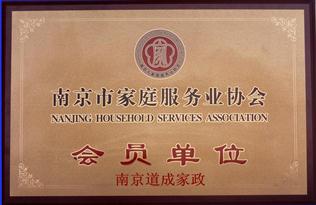 南京市家庭服务业协会
NANJING HOUSEHOLD SERVICES ASSOCIATION
会员单位
南京道成家政